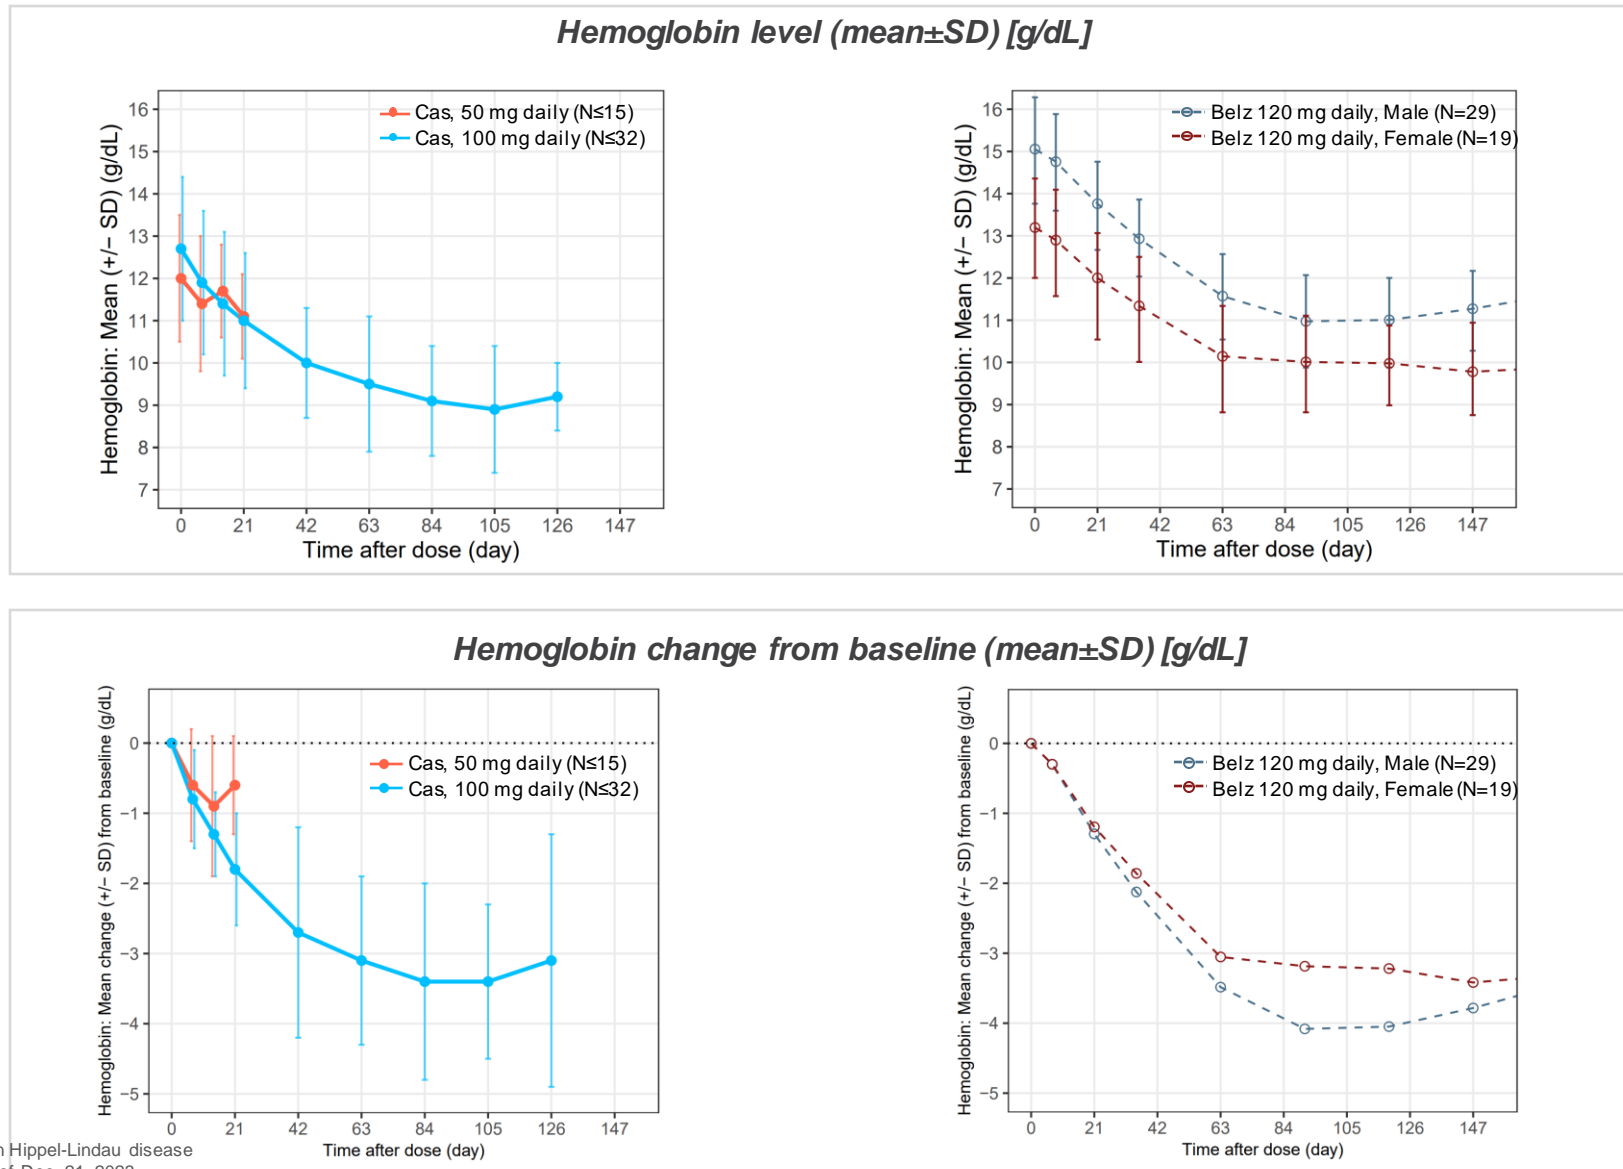 Hemoglobin level (mean±SD) [g/dL]
Hemoglobin: Mean (+/− SD) (g/dL)
16
15
14
13
12
11
10
9
8
7
Cas, 50 mg daily (N≤15)
Cas, 100 mg daily (N≤32)
0 21 42 63 84 105 126 147
Time after dose (day)
Hemoglobin: Mean (+/− SD) (g/dL)
16
15
14
13
12
11
10
9
8
7
Belz 120 mg daily, Male (N=29)
Belz 120 mg daily, Female (N=19)
0 21 42 63 84 105 126 147
Time after dose (day)
Hemoglobin change from baseline (mean±SD) [g/dL]
Hemoglobin: Mean change (+/− SD) from baseline (g/dL)
0
−1
−2
−3
−4
−5
Cas, 50 mg daily (N≤15)
Cas, 100 mg daily (N≤32)
0 21 42 63 84 105 126 147
Time after dose (day)
Hemoglobin: Mean change (+/− SD) from baseline (g/dL)
0
−1
−2
−3
−4
−5
Belz 120 mg daily, Male (N=29)
Belz 120 mg daily, Female (N=19)
0 21 42 63 84 105 126 147
Time after dose (day)
Hippel-Lindau disease